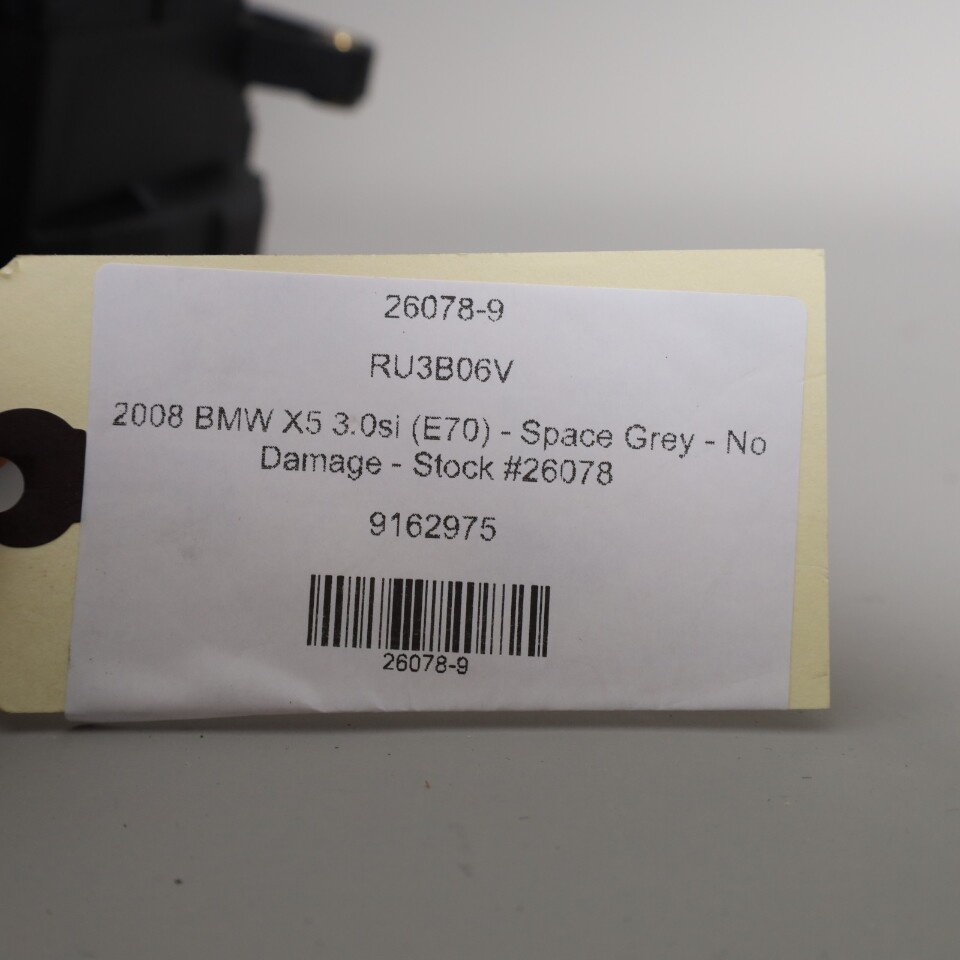 26078-9
RU3B06V
2008 BMW X5 3.0si (E70) - Space Grey - No
Damage - Stock #26078
9162975
26078-9